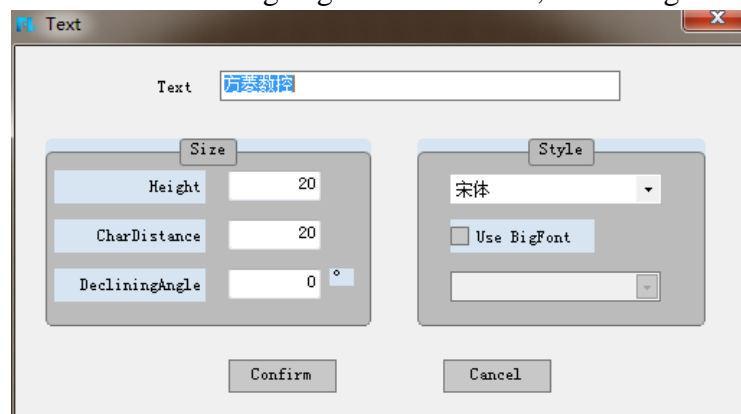 Text
Text 方菱数控
Size
Height 20
CharDistance 20
DecliningAngle 0 °
Style
宋体
Use BigFont
Confirm Cancel